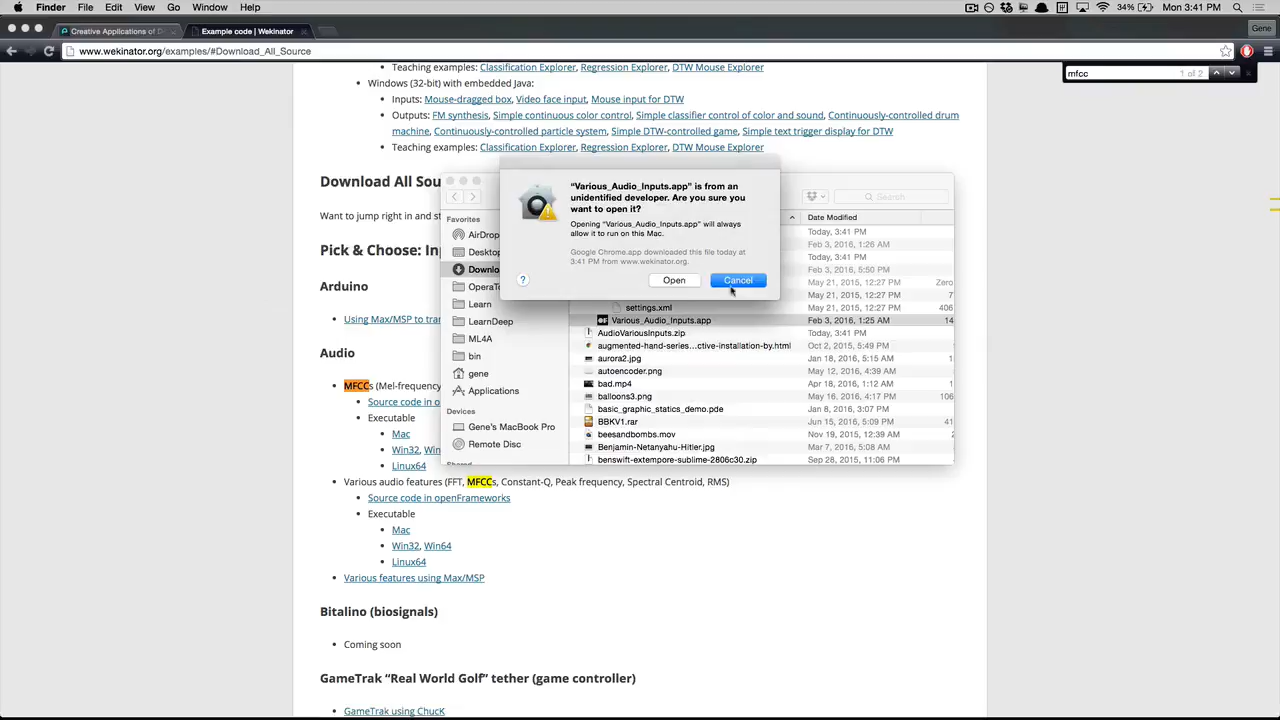 Finder File Edit View Go Window Help
34% Mon 3:41 PM
Creative Applications of D
Example code | Wekinator
Gene
www.wekinator.org/examples/#Download_All_Source
mfcc 1 of 2
Teaching examples: Classification Explorer, Regression Explorer, DTW Mouse Explorer
Windows (32-bit) with embedded Java:
Inputs: Mouse-dragged box, Video face input, Mouse input for DTW
Outputs: FM synthesis, Simple continuous color control, Simple classifier control of color and sound, Continuously-controlled drum
machine, Continuously-controlled particle system, Simple DTW-controlled game, Simple text trigger display for DTW
Teaching examples: Classification Explorer, Regression Explorer, DTW Mouse Explorer
Download All Sou
Want to jump right in and st
Pick & Choose: In
Arduino
Using Max/MSP to tran
Audio
MFCCs (Mel-frequency
Source code in o
Executable
Mac
Win32, Win
Linux64
Various audio features (FFT, MFCCs, Constant-Q, Peak frequency, Spectral Centroid, RMS)
Source code in openFrameworks
Executable
Mac
Win32, Win64
Linux64
Various features using Max/MSP
Bitalino (biosignals)
Coming soon
GameTrak “Real World Golf” tether (game controller)
GameTrak using ChucK
“Various_Audio_Inputs.app” is from an
unidentified developer. Are you sure you
want to open it?
Opening “Various_Audio_Inputs.app” will always
allow it to run on this Mac.
Google Chrome.app downloaded this file today at
3:41 PM from www.wekinator.org.
?
Open
Cancel
Search
Favorites
AirDrop
Desktop
Downlo
OperaTo
Learn
LearnDeep
ML4A
bin
gene
Applications
Devices
Gene's MacBook Pro
Remote Disc
Date Modified
Today, 3:41 PM
Feb 3, 2016, 1:26 AM
Today, 3:41 PM
Feb 3, 2016, 5:50 PM
May 21, 2015, 12:27 PM Zero
May 21, 2015, 12:27 PM 7
settings.xml May 21, 2015, 12:27 PM 406
Various_Audio_Inputs.app Feb 3, 2016, 1:25 AM 14
AudioVariousInputs.zip Today, 3:41 PM
augmented-hand-series...ctive-installation-by.html Oct 2, 2015, 5:49 PM
aurora2.jpg Jan 18, 2016, 5:15 AM
autoencoder.png May 12, 2016, 4:39 AM
bad.mp4 Apr 18, 2016, 1:12 AM
balloons3.png May 16, 2016, 4:17 PM 106
basic_graphic_statics_demo.pde Jan 8, 2016, 3:07 PM
BBKV1.rar Jun 15, 2016, 5:09 PM 41
beesandbombs.mov Nov 19, 2015, 12:39 AM 2
Benjamin-Netanyahu-Hitler.jpg Mar 7, 2016, 5:08 AM
benswift-extempore-sublime-2806c30.zip Sep 28, 2015, 11:06 PM